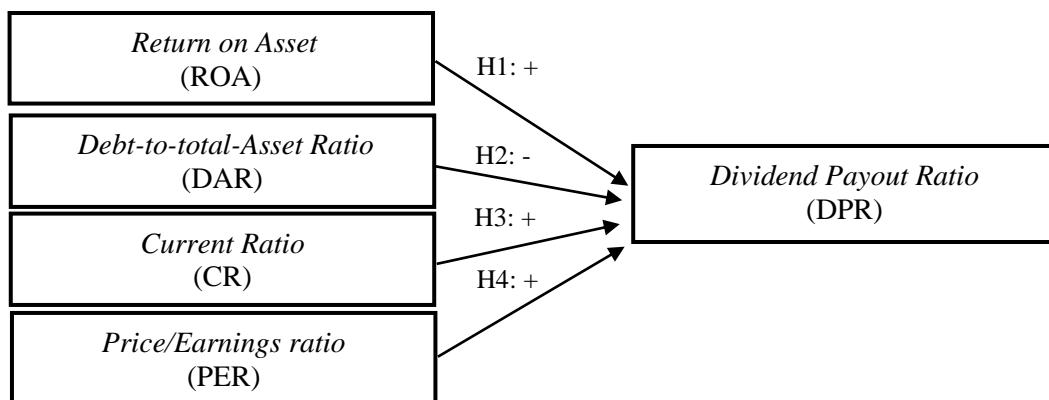 Return on Asset
(ROA)
H1: +
Debt-to-total-Asset Ratio
(DAR)
H2: -
Dividend Payout Ratio
(DPR)
H3: +
Current Ratio
(CR)
H4: +
Price/Earnings ratio
(PER)